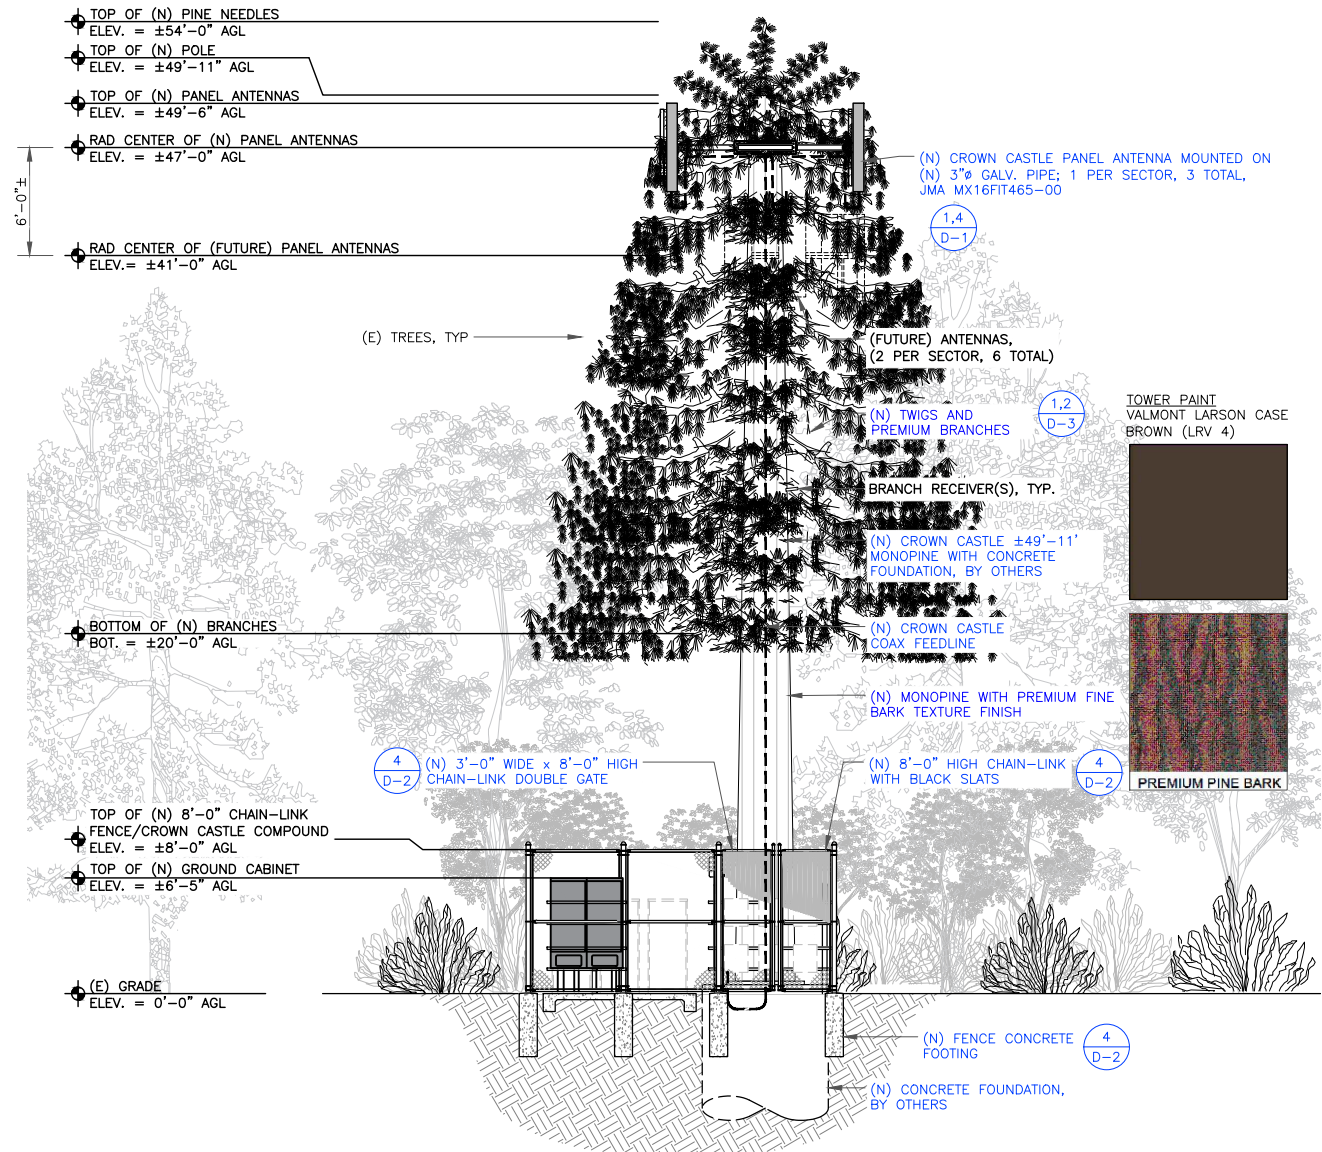 TOP OF (N) PINE NEEDLES
ELEV. = ±54'-0" AGL
TOP OF (N) POLE
ELEV. = ±49'-11" AGL
TOP OF (N) PANEL ANTENNAS
ELEV. = ±49'-6" AGL
RAD CENTER OF (N) PANEL ANTENNAS
ELEV. = ±47'-0" AGL
6'-0"±
RAD CENTER OF (FUTURE) PANEL ANTENNAS
ELEV.= ±41'-0" AGL
(E) TREES, TYP
BOTTOM OF (N) BRANCHES
BOT. = ±20'-0" AGL
4
D-2
(N) 3'-0" WIDE x 8'-0" HIGH
CHAIN-LINK DOUBLE GATE
TOP OF (N) 8'-0" CHAIN-LINK
FENCE/CROWN CASTLE COMPOUND
ELEV. = ±8'-0" AGL
TOP OF (N) GROUND CABINET
ELEV. = ±6'-5" AGL
(E) GRADE
ELEV. = 0'-0" AGL
(N) CROWN CASTLE PANEL ANTENNA MOUNTED ON
(N) 3"ø GALV. PIPE; 1 PER SECTOR, 3 TOTAL,
JMA MX16FIT465-00
1,4
D-1
(FUTURE) ANTENNAS,
(2 PER SECTOR, 6 TOTAL)
(N) TWIGS AND
PREMIUM BRANCHES
1,2
D-3
BRANCH RECEIVER(S), TYP.
(N) CROWN CASTLE ±49'-11'
MONOPINE WITH CONCRETE
FOUNDATION, BY OTHERS
(N) CROWN CASTLE
COAX FEEDLINE
(N) MONOPINE WITH PREMIUM FINE
BARK TEXTURE FINISH
(N) 8'-0" HIGH CHAIN-LINK
WITH BLACK SLATS
4
D-2
TOWER PAINT
VALMONT LARSON CASE
BROWN (LRV 4)
PREMIUM PINE BARK
(N) FENCE CONCRETE
FOOTING
4
D-2
(N) CONCRETE FOUNDATION,
BY OTHERS